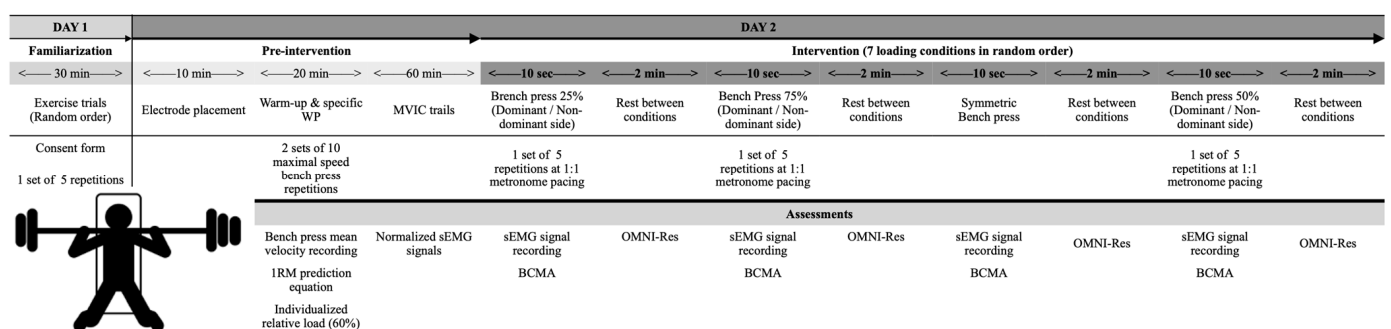 DAY 1
DAY 2
Familiarization
Pre-intervention
Intervention (7 loading conditions in random order)
30 min
10 min
20 min
60 min
10 sec
2 min
10 sec
2 min
10 sec
2 min
10 sec
2 min
Exercise trials
(Random order)
Electrode placement
Warm-up & specific
WP
MVIC trails
Brench press 25%
(Dominant / Non-
dominant side)
Rest between
conditions
Bench Press 75%
(Dominant / Non-
dominant side)
Rest between
conditions
Symmetric
Bench press
Rest between
conditions
Bench press 50%
(Dominant / Non-
dominant side)
Rest between
conditions
Consent form
1 set of 5 repetitions
2 sets of 10
maximal speed
bench press
repetitions
1 set of 5
repetitions at 1:1
metronome pacing
1 set of 5
repetitions at 1:1
metronome pacing
1 set of 5
repetitions at 1:1
metronome pacing
Assessments
Bench press mean
velocity recording
Normalized sEMG
signals
sEMG signal
recording
OMNI-Res
sEMG signal
recording
OMNI-Res
sEMG signal
recording
OMNI-Res
sEMG signal
recording
OMNI-Res
1RM prediction
equation
BCMA
BCMA
BCMA
BCMA
Individualized
relative load (60%)